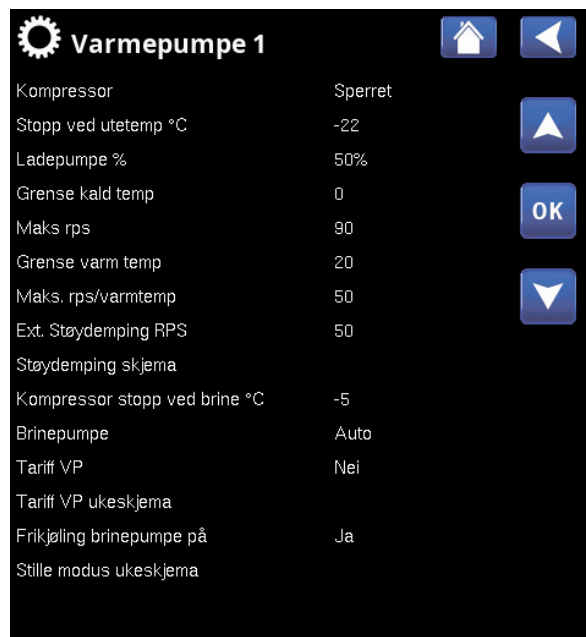 Varmepumpe 1
Kompressor Sperret
Stopp ved utetemp °C -22
Ladepumpe % 50%
Grense kald temp 0
Maks rps 90
OK
Grense varm temp 20
Maks. rps/varmtemp 50
Ext. Støydemping RPS 50
Støydemping skjema
Kompressor stopp ved brine °C -5
Brinepumpe Auto
Tariff VP Nei
Tariff VP ukeskjema
Frikjøling brinepumpe på Ja
Stille modus ukeskjema